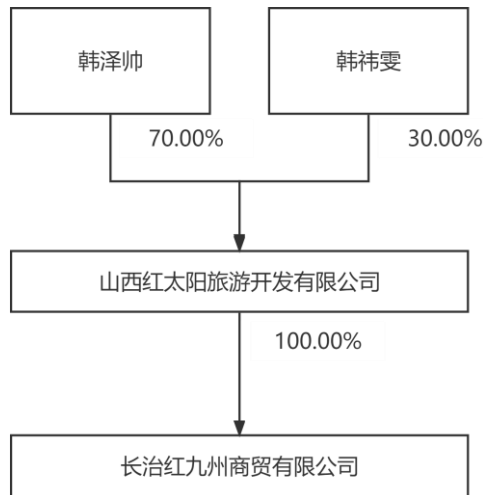 韩泽帅
韩祎雯
70.00%
30.00%
山西红太阳旅游开发有限公司
100.00%
长治红九州商贸有限公司